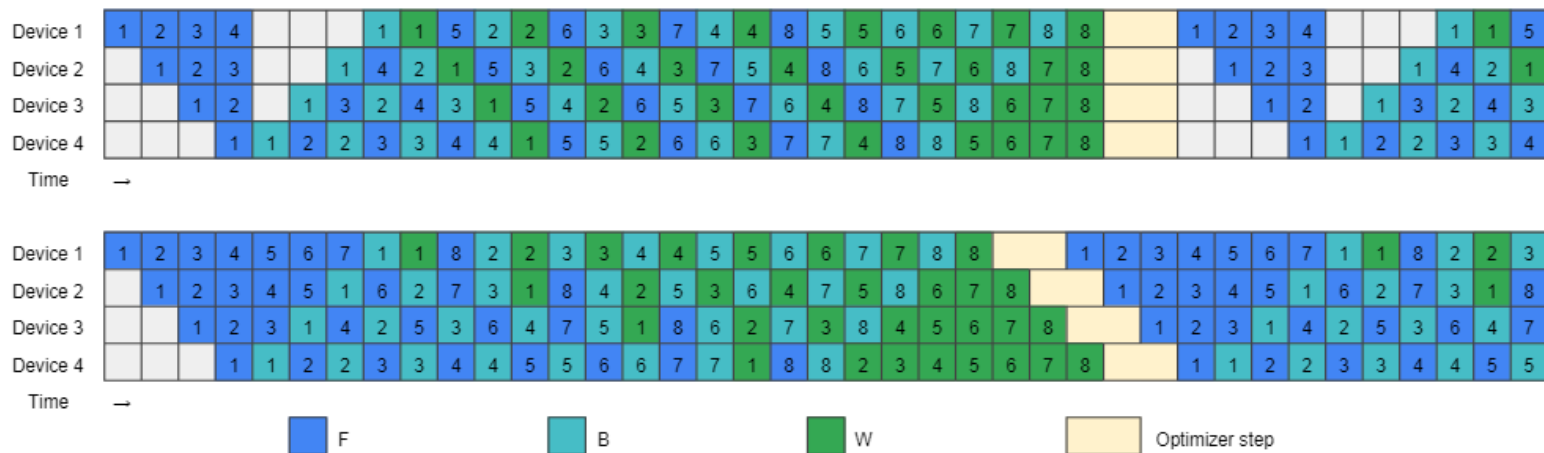 Device 1 1 2 3 4 1 1 5 2 2 6 3 3 7 4 4 8 5 5 6 6 7 7 8 8 1 2 3 4 1 1 5
Device 2 1 2 3 1 4 2 1 5 3 2 6 4 3 7 5 4 8 6 5 7 6 8 7 8 1 2 3 1 4 2 1
Device 3 1 2 1 3 2 4 3 1 5 4 2 6 5 3 7 6 4 8 7 5 8 6 7 8 1 2 1 3 2 4 3
Device 4 1 1 2 2 3 3 4 4 1 5 5 2 6 6 3 7 7 4 8 8 5 6 7 8 1 1 2 2 3 3 4
Time →
Device 1 1 2 3 4 5 6 7 1 1 8 2 2 3 3 4 4 5 5 6 6 7 7 8 8 1 2 3 4 5 6 7 1 1 8 2 2 3
Device 2 1 2 3 4 5 1 6 2 7 3 1 8 4 2 5 3 6 4 7 5 8 6 7 8 1 2 3 4 5 1 6 2 7 3 1 8
Device 3 1 2 3 1 4 2 5 3 6 4 7 5 1 8 6 2 7 3 8 4 5 6 7 8 1 2 3 1 4 2 5 3 6 4 7
Device 4 1 1 2 2 3 3 4 4 5 5 6 6 7 7 1 8 8 2 3 4 5 6 7 8 1 1 2 2 3 3 4 4 5 5
Time →
F B W Optimizer step